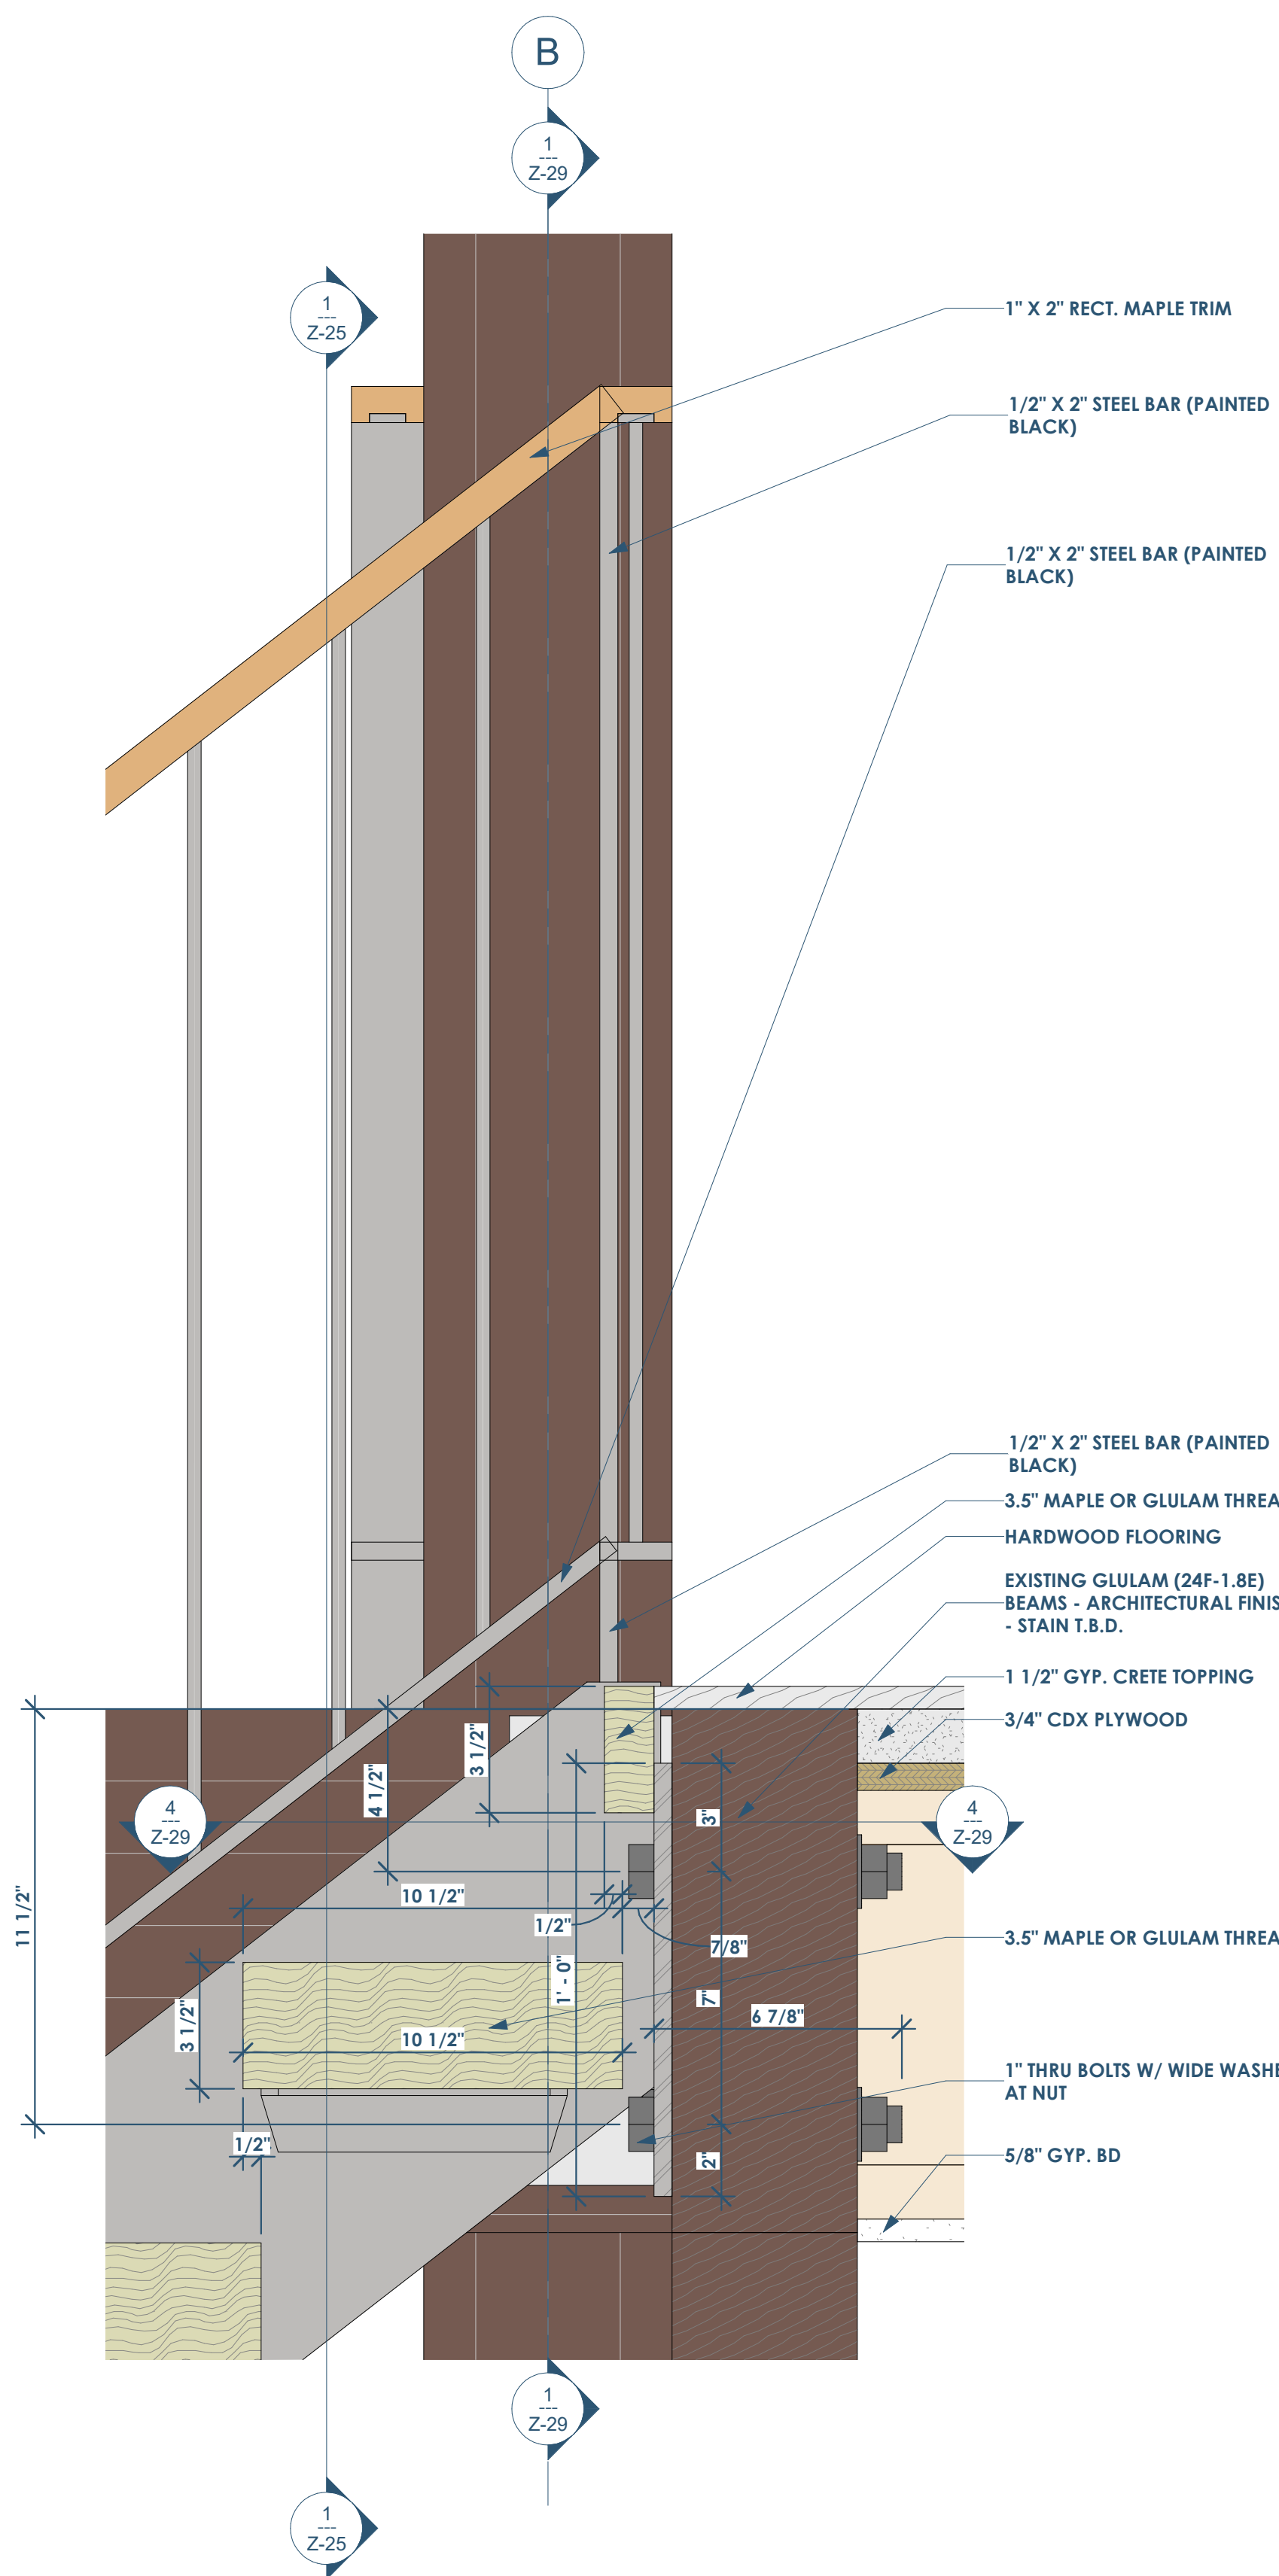 B
1
---
Z-29
1
---
Z-25
1" X 2" RECT. MAPLE TRIM
1/2" X 2" STEEL BAR (PAINTED
BLACK)
1/2" X 2" STEEL BAR (PAINTED
BLACK)
1/2" X 2" STEEL BAR (PAINTED
BLACK)
3.5" MAPLE OR GLULAM THREA
HARDWOOD FLOORING
EXISTING GLULAM (24F-1.8E)
BEAMS - ARCHITECTURAL FINIS
- STAIN T.B.D.
1 1/2" GYP. CRETE TOPPING
3/4" CDX PLYWOOD
3 1/2"
4 1/2"
3"
4
---
Z-29
4
---
Z-29
11 1/2"
10 1/2"
1/2"
7/8"
3.5" MAPLE OR GLULAM THREA
1' - 0"
7"
6 7/8"
3 1/2"
10 1/2"
1" THRU BOLTS W/ WIDE WASHE
AT NUT
1/2"
2"
5/8" GYP. BD
1
---
Z-29
1
---
Z-25